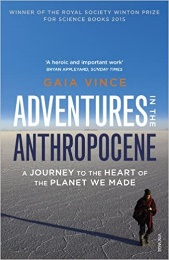 WINNER OF THE ROYAL SOCIETY WINTON PRIZE
FOR SCIENCE BOOKS 2015
'A heroic and important work'
BRYAN APPLEYARD, SUNDAY TIMES
GAIA VINCE
ADVENTURES
IN THE
ANTHROPOCENE
A JOURNEY TO THE HEART OF
THE PLANET WE MADE
VINTAGE